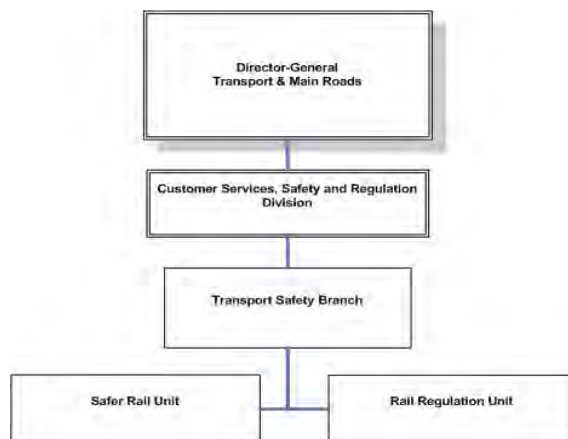 Director-General
Transport & Main Roads
Customer Services, Safety and Regulation
Division
Transport Safety Branch
Safer Rail Unit
Rail Regulation Unit